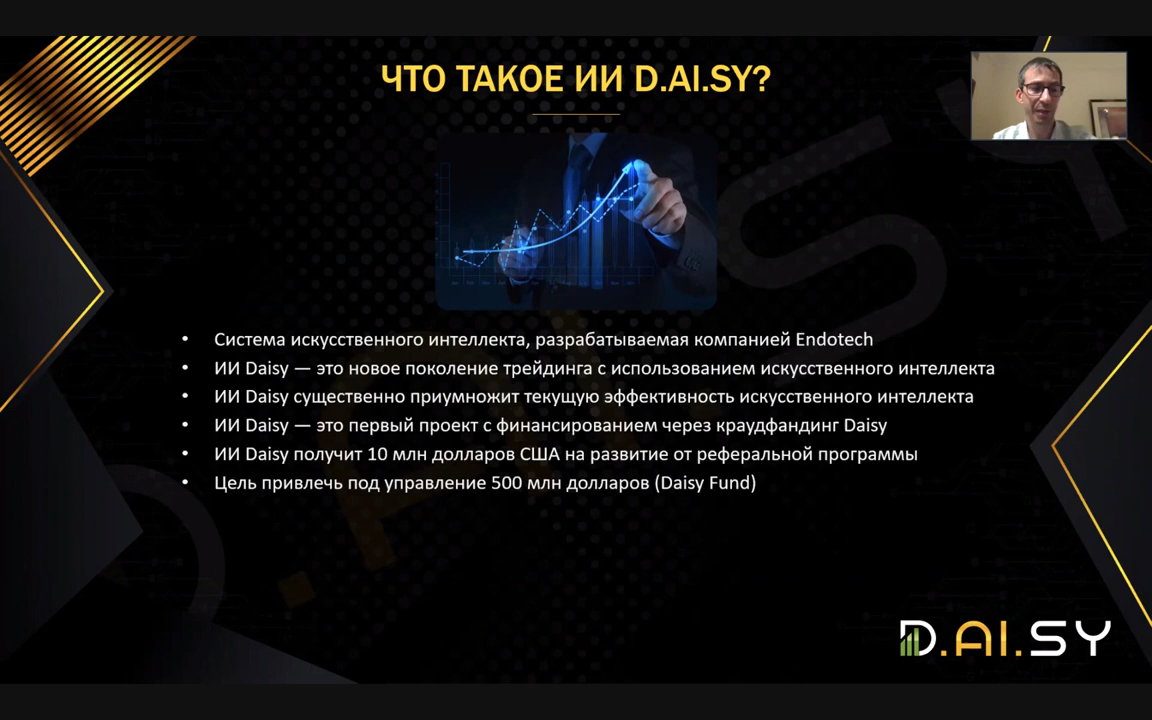 ЧТО ТАКОЕ ИИ D.AI.SY?
• Система искусственного интеллекта, разрабатываемая компанией Endotech
• ИИ Daisy — это новое поколение трейдинга с использованием искусственного интеллекта
• ИИ Daisy существенно приумножит текущую эффективность искусственного интеллекта
• ИИ Daisy — это первый проект с финансированием через краудфандинг Daisy
• ИИ Daisy получит 10 млн долларов США на развитие от реферальной программы
• Цель привлечь под управление 500 млн долларов (Daisy Fund)
D.AI.SY